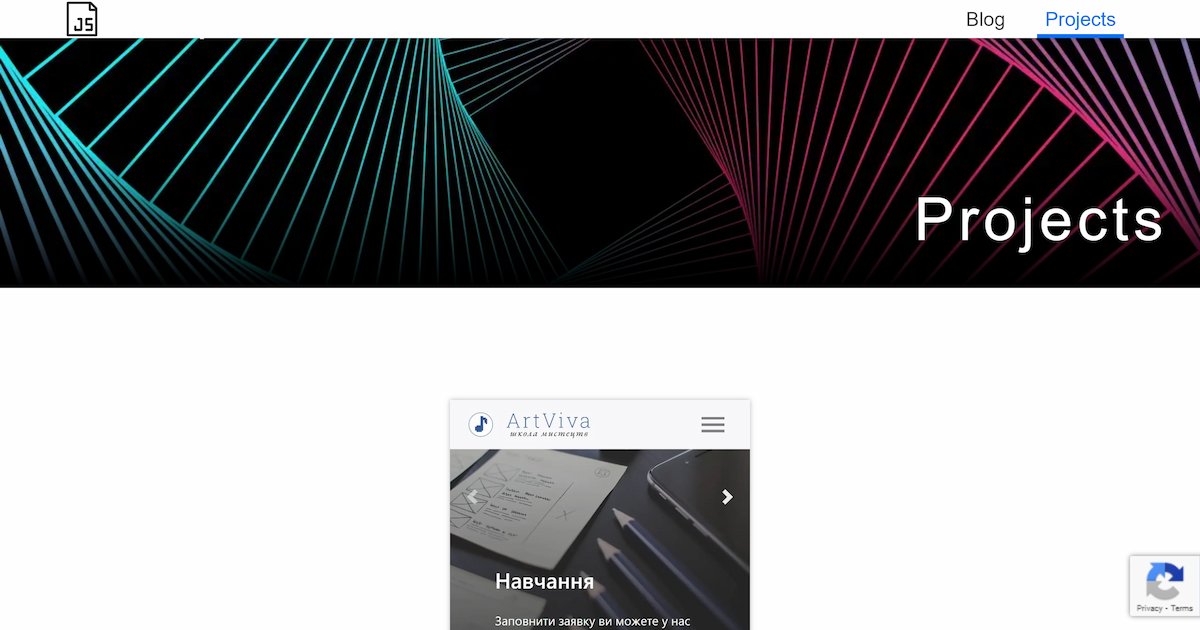 JS
Blog
Projects
Projects
ArtViva
школа мистецтв
Навчання
Заповнити заявку ви можете у нас
Privacy - Terms